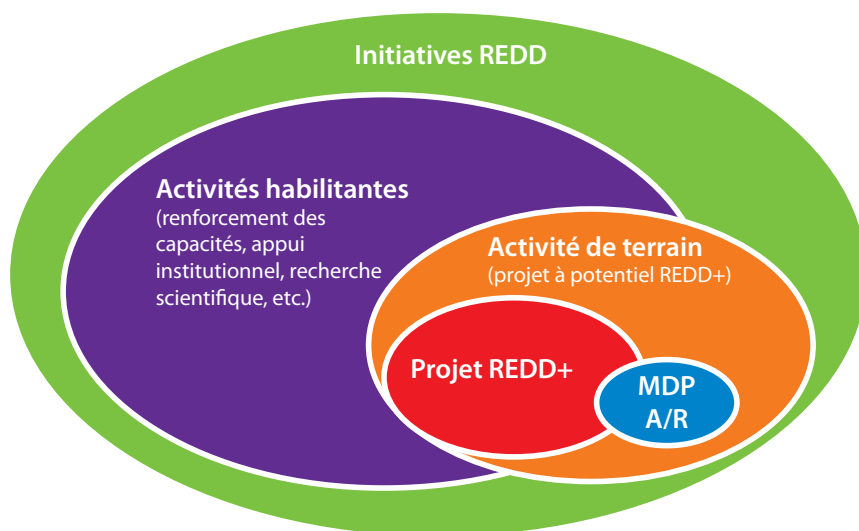 Initiatives REDD
Activités habilitantes
(renforcement des
capacités, appui
institutionnel, recherche
scientifique, etc.)
Activité de terrain
(projet à potentiel REDD+)
Projet REDD+
MDP
A/R